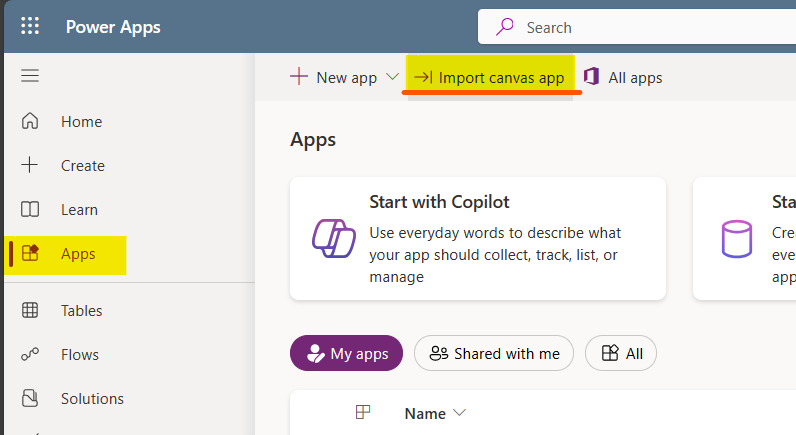 Power Apps
Search
New app
Import canvas app
All apps
Home
Create
Learn
Apps
Tables
Flows
Solutions
Apps
Start with Copilot
Use everyday words to describe what
your app should collect, track, list, or
manage
Sta
Crea
eve
app
My apps
Shared with me
All
Name